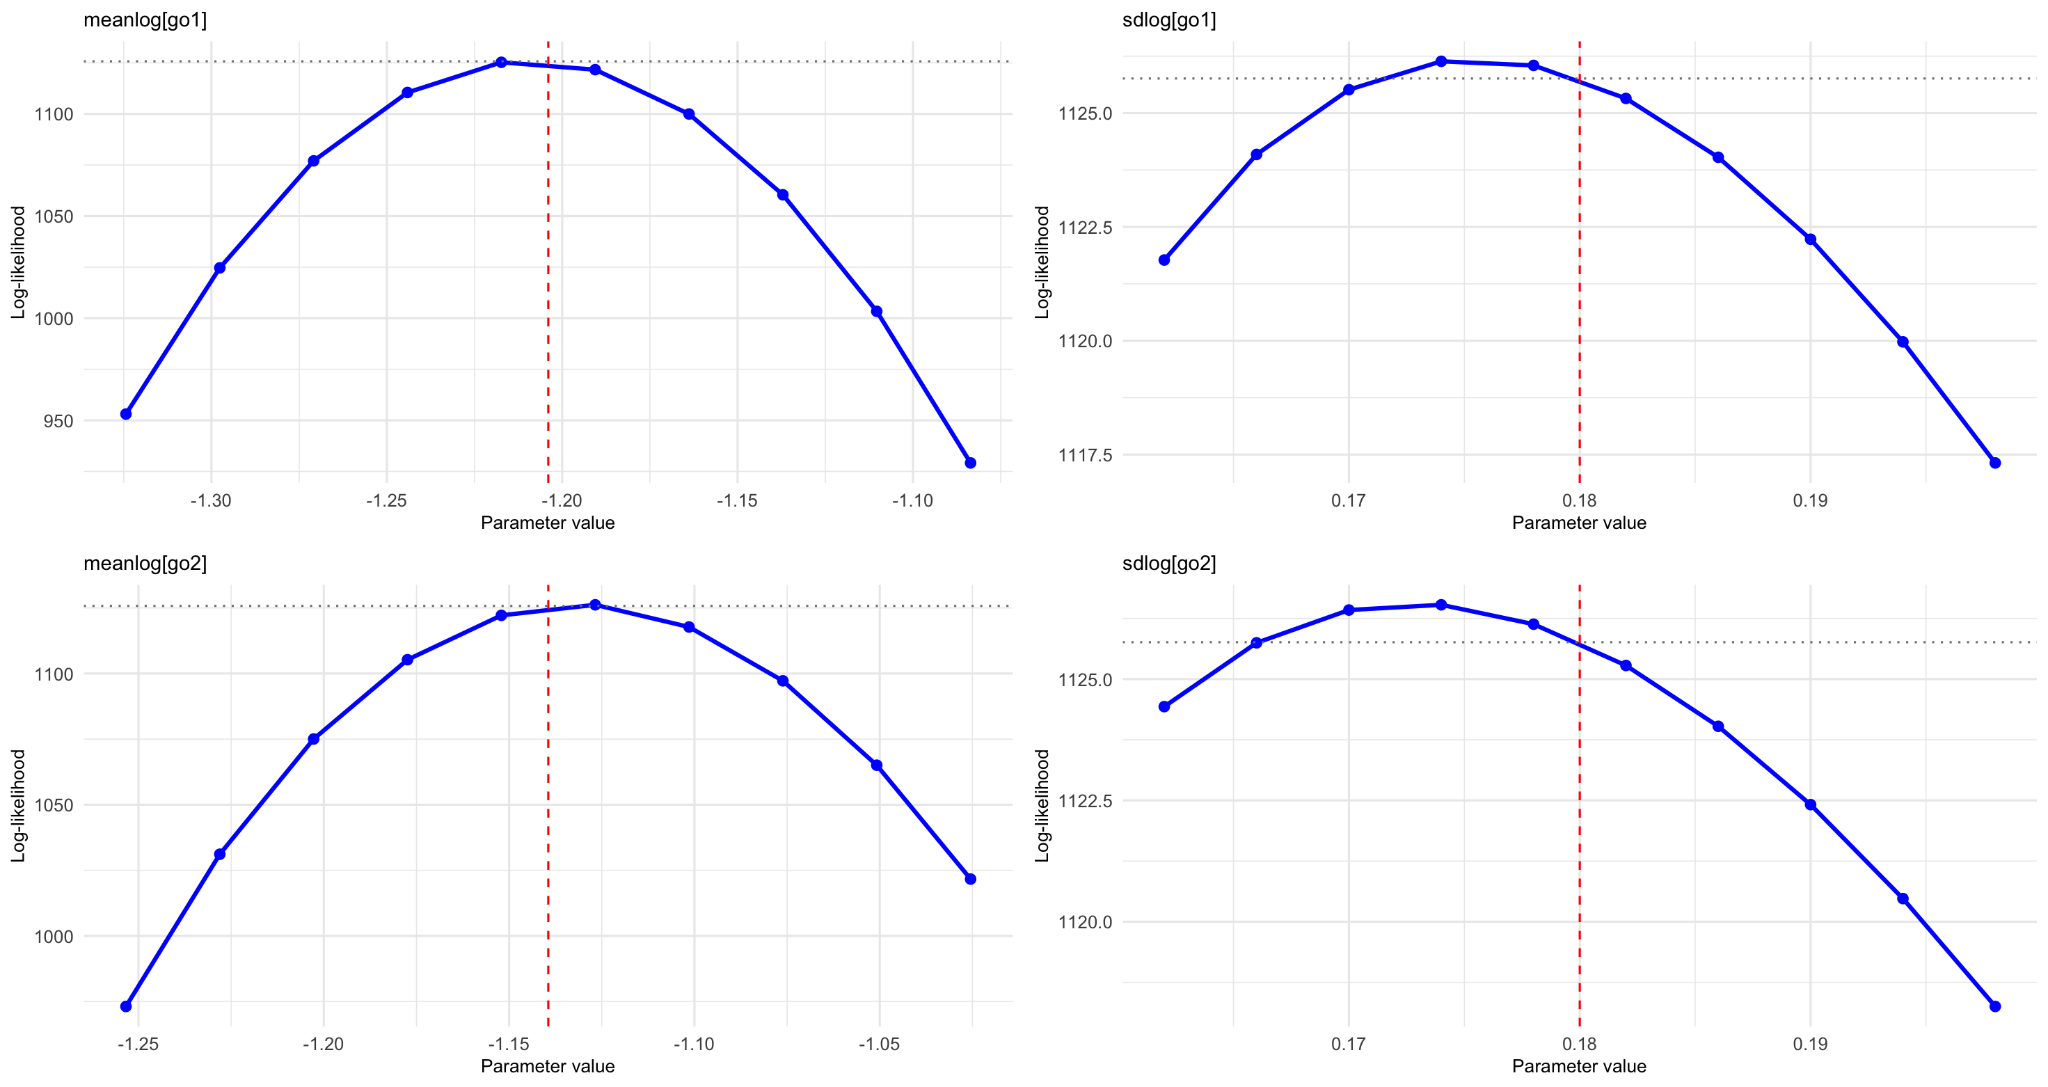 meanlog[go1]
Log-likelihood
1100
1050
1000
950
-1.30
-1.25
-1.20
-1.15
-1.10
Parameter value
sdlog[go1]
Log-likelihood
1125.0
1122.5
1120.0
1117.5
0.17
0.18
0.19
Parameter value
meanlog[go2]
Log-likelihood
1100
1050
1000
-1.25
-1.20
-1.15
-1.10
-1.05
Parameter value
sdlog[go2]
Log-likelihood
1125.0
1122.5
1120.0
0.17
0.18
0.19
Parameter value